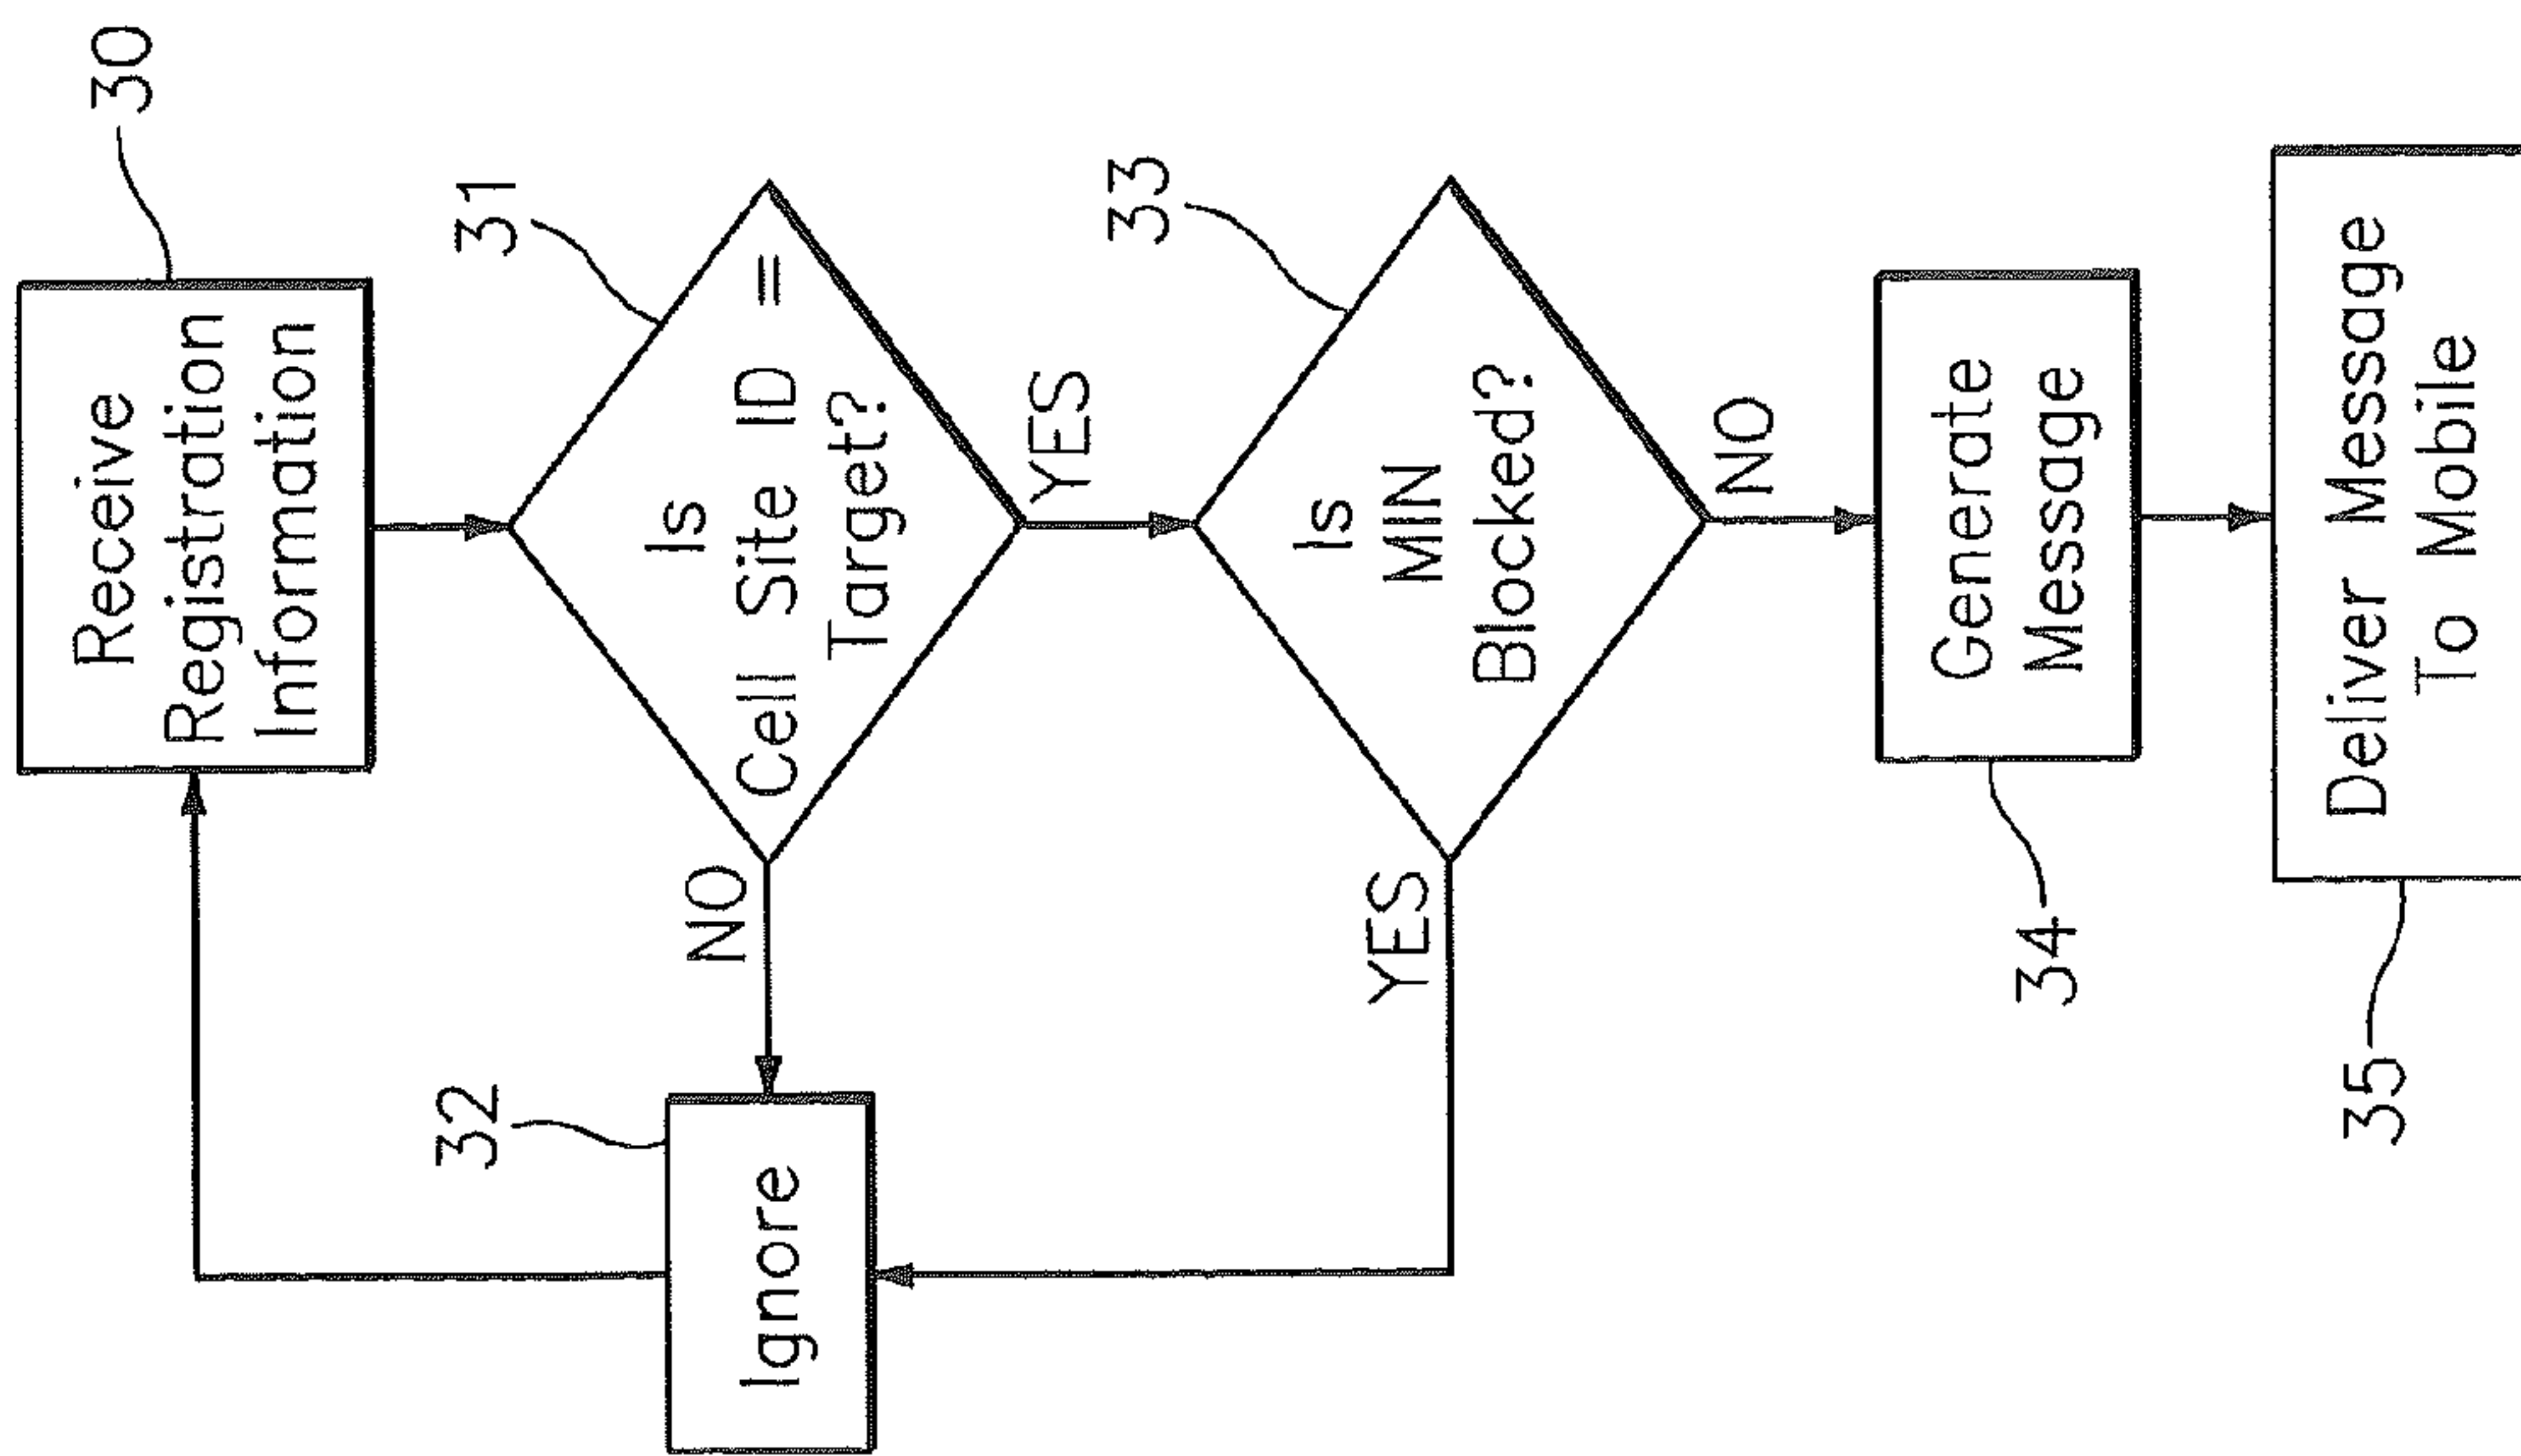 30
Receive
Registration
Information
31
Is
Cell Site ID =
Target?
NO
YES
32
Ignore
33
Is
MIN
Blocked?
YES
NO
Generate
Message
34
Deliver Message
To Mobile
35